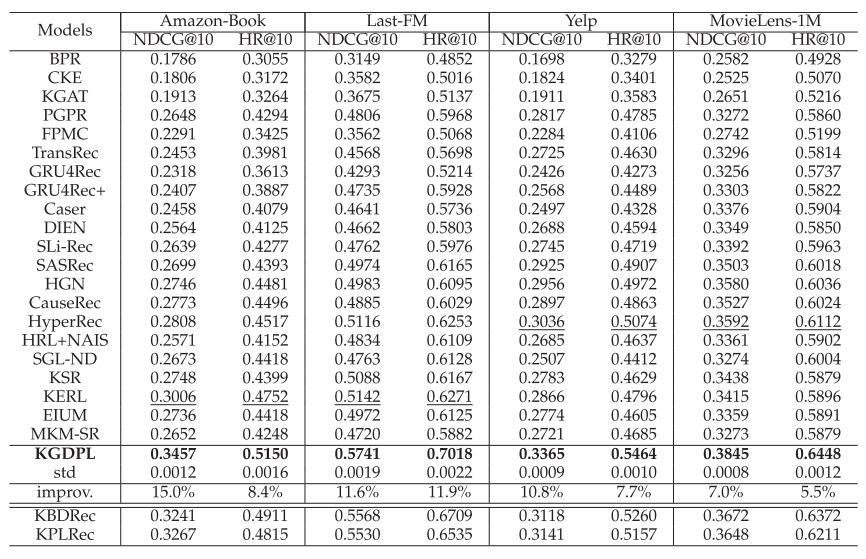 Models Amazon-Book Last-FM Yelp MovieLens-1M
NDCG@10 HR@10 NDCG@10 HR@10 NDCG@10 HR@10 NDCG@10 HR@10
BPR 0.1786 0.3055 0.3149 0.4852 0.1698 0.3279 0.2582 0.4928
CKE 0.1806 0.3172 0.3582 0.5016 0.1824 0.3401 0.2525 0.5070
KGAT 0.1913 0.3264 0.3675 0.5137 0.1911 0.3583 0.2651 0.5216
PGPR 0.2648 0.4294 0.4806 0.5968 0.2817 0.4785 0.3272 0.5860
FPMC 0.2291 0.3425 0.3562 0.5068 0.2284 0.4106 0.2742 0.5199
TransRec 0.2453 0.3981 0.4568 0.5698 0.2725 0.4630 0.3296 0.5814
GRU4Rec 0.2318 0.3613 0.4293 0.5214 0.2426 0.4273 0.3256 0.5737
GRU4Rec+ 0.2407 0.3887 0.4735 0.5928 0.2568 0.4489 0.3303 0.5822
Caser 0.2458 0.4079 0.4641 0.5736 0.2497 0.4328 0.3376 0.5904
DIEN 0.2564 0.4125 0.4662 0.5803 0.2688 0.4594 0.3349 0.5850
SLi-Rec 0.2639 0.4277 0.4762 0.5976 0.2745 0.4719 0.3392 0.5963
SASRec 0.2699 0.4393 0.4974 0.6165 0.2925 0.4907 0.3503 0.6018
HGN 0.2746 0.4481 0.4983 0.6095 0.2956 0.4972 0.3580 0.6036
CauseRec 0.2773 0.4496 0.4885 0.6029 0.2897 0.4863 0.3527 0.6024
HyperRec 0.2808 0.4517 0.5116 0.6253 0.3036 0.5074 0.3592 0.6112
HRL+NAIS 0.2571 0.4152 0.4834 0.6109 0.2685 0.4637 0.3361 0.5902
SGL-ND 0.2673 0.4418 0.4763 0.6128 0.2507 0.4412 0.3274 0.6004
KSR 0.2748 0.4399 0.5088 0.6167 0.2783 0.4629 0.3438 0.5879
KERL 0.3006 0.4752 0.5142 0.6271 0.2866 0.4796 0.3415 0.5896
EIUM 0.2736 0.4418 0.4972 0.6125 0.2774 0.4605 0.3359 0.5891
MKM-SR 0.2652 0.4248 0.4720 0.5882 0.2721 0.4685 0.3273 0.5879
KGDPL 0.3457 0.5150 0.5741 0.7018 0.3365 0.5464 0.3845 0.6448
std 0.0012 0.0016 0.0019 0.0022 0.0009 0.0010 0.0008 0.0012
improv. 15.0% 8.4% 11.6% 11.9% 10.8% 7.7% 7.0% 5.5%
KBDRec 0.3241 0.4911 0.5568 0.6709 0.3118 0.5260 0.3672 0.6372
KPLRec 0.3267 0.4815 0.5530 0.6535 0.3141 0.5157 0.3648 0.6211